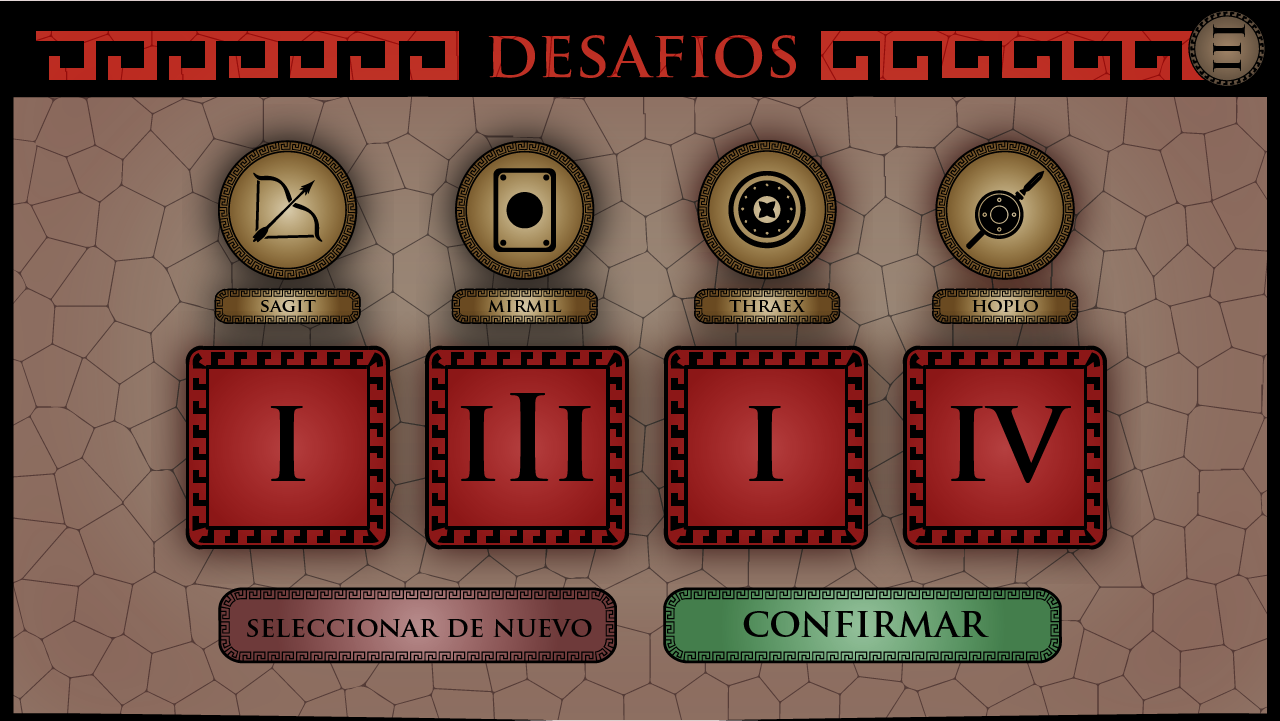 DESAFIOS
SAGIT
MIRMIL
THRAEX
HOPLO
I
III
I
IV
SELECCIONAR DE NUEVO
CONFIRMAR